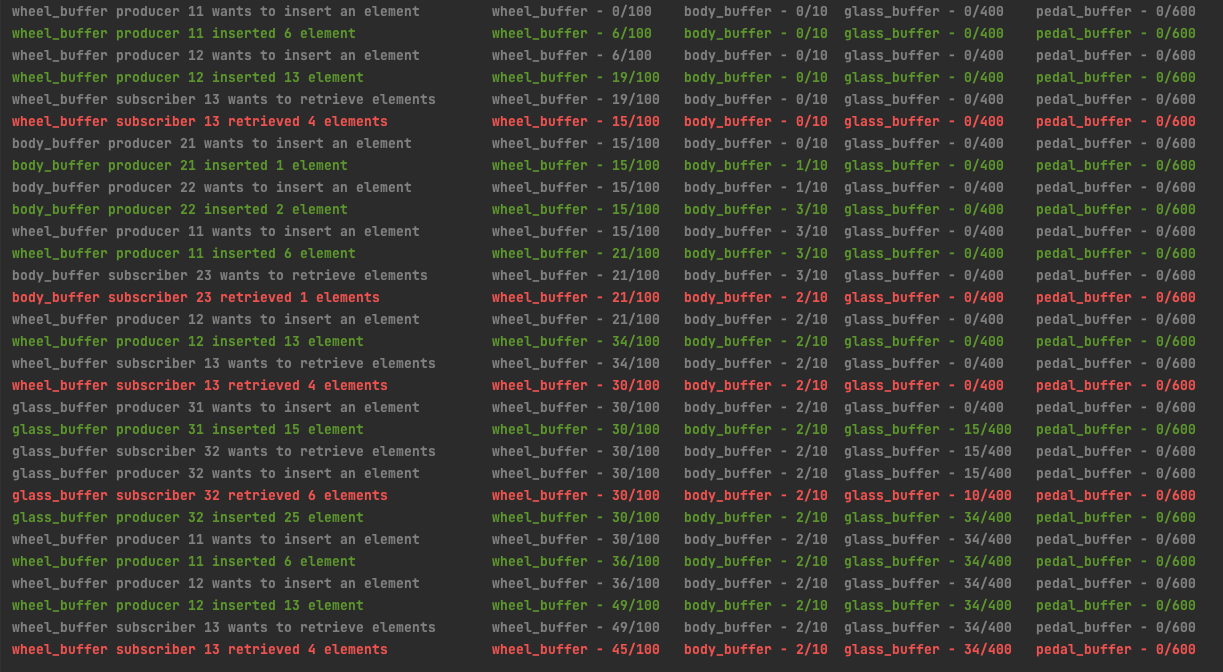 wheel_buffer producer 11 wants to insert an element wheel_buffer - 0/100 body_buffer - 0/10 glass_buffer - 0/400 pedal_buffer - 0/600
wheel_buffer producer 11 inserted 6 element wheel_buffer - 6/100 body_buffer - 0/10 glass_buffer - 0/400 pedal_buffer - 0/600
wheel_buffer producer 12 wants to insert an element wheel_buffer - 6/100 body_buffer - 0/10 glass_buffer - 0/400 pedal_buffer - 0/600
wheel_buffer producer 12 inserted 13 element wheel_buffer - 19/100 body_buffer - 0/10 glass_buffer - 0/400 pedal_buffer - 0/600
wheel_buffer subscriber 13 wants to retrieve elements wheel_buffer - 19/100 body_buffer - 0/10 glass_buffer - 0/400 pedal_buffer - 0/600
wheel_buffer subscriber 13 retrieved 4 elements wheel_buffer - 15/100 body_buffer - 0/10 glass_buffer - 0/400 pedal_buffer - 0/600
body_buffer producer 21 wants to insert an element wheel_buffer - 15/100 body_buffer - 0/10 glass_buffer - 0/400 pedal_buffer - 0/600
body_buffer producer 21 inserted 1 element wheel_buffer - 15/100 body_buffer - 1/10 glass_buffer - 0/400 pedal_buffer - 0/600
body_buffer producer 22 wants to insert an element wheel_buffer - 15/100 body_buffer - 1/10 glass_buffer - 0/400 pedal_buffer - 0/600
body_buffer producer 22 inserted 2 element wheel_buffer - 15/100 body_buffer - 3/10 glass_buffer - 0/400 pedal_buffer - 0/600
wheel_buffer producer 11 wants to insert an element wheel_buffer - 15/100 body_buffer - 3/10 glass_buffer - 0/400 pedal_buffer - 0/600
wheel_buffer producer 11 inserted 6 element wheel_buffer - 21/100 body_buffer - 3/10 glass_buffer - 0/400 pedal_buffer - 0/600
body_buffer subscriber 23 wants to retrieve elements wheel_buffer - 21/100 body_buffer - 3/10 glass_buffer - 0/400 pedal_buffer - 0/600
body_buffer subscriber 23 retrieved 1 elements wheel_buffer - 21/100 body_buffer - 2/10 glass_buffer - 0/400 pedal_buffer - 0/600
wheel_buffer producer 12 wants to insert an element wheel_buffer - 21/100 body_buffer - 2/10 glass_buffer - 0/400 pedal_buffer - 0/600
wheel_buffer producer 12 inserted 13 element wheel_buffer - 34/100 body_buffer - 2/10 glass_buffer - 0/400 pedal_buffer - 0/600
wheel_buffer subscriber 13 wants to retrieve elements wheel_buffer - 34/100 body_buffer - 2/10 glass_buffer - 0/400 pedal_buffer - 0/600
wheel_buffer subscriber 13 retrieved 4 elements wheel_buffer - 30/100 body_buffer - 2/10 glass_buffer - 0/400 pedal_buffer - 0/600
glass_buffer producer 31 wants to insert an element wheel_buffer - 30/100 body_buffer - 2/10 glass_buffer - 0/400 pedal_buffer - 0/600
glass_buffer producer 31 inserted 15 element wheel_buffer - 30/100 body_buffer - 2/10 glass_buffer - 15/400 pedal_buffer - 0/600
glass_buffer subscriber 32 wants to retrieve elements wheel_buffer - 30/100 body_buffer - 2/10 glass_buffer - 15/400 pedal_buffer - 0/600
glass_buffer producer 32 wants to insert an element wheel_buffer - 30/100 body_buffer - 2/10 glass_buffer - 15/400 pedal_buffer - 0/600
glass_buffer subscriber 32 retrieved 6 elements wheel_buffer - 30/100 body_buffer - 2/10 glass_buffer - 10/400 pedal_buffer - 0/600
glass_buffer producer 32 inserted 25 element wheel_buffer - 30/100 body_buffer - 2/10 glass_buffer - 34/400 pedal_buffer - 0/600
wheel_buffer producer 11 wants to insert an element wheel_buffer - 30/100 body_buffer - 2/10 glass_buffer - 34/400 pedal_buffer - 0/600
wheel_buffer producer 11 inserted 6 element wheel_buffer - 36/100 body_buffer - 2/10 glass_buffer - 34/400 pedal_buffer - 0/600
wheel_buffer producer 12 wants to insert an element wheel_buffer - 36/100 body_buffer - 2/10 glass_buffer - 34/400 pedal_buffer - 0/600
wheel_buffer producer 12 inserted 13 element wheel_buffer - 49/100 body_buffer - 2/10 glass_buffer - 34/400 pedal_buffer - 0/600
wheel_buffer subscriber 13 wants to retrieve elements wheel_buffer - 49/100 body_buffer - 2/10 glass_buffer - 34/400 pedal_buffer - 0/600
wheel_buffer subscriber 13 retrieved 4 elements wheel_buffer - 45/100 body_buffer - 2/10 glass_buffer - 34/400 pedal_buffer - 0/600